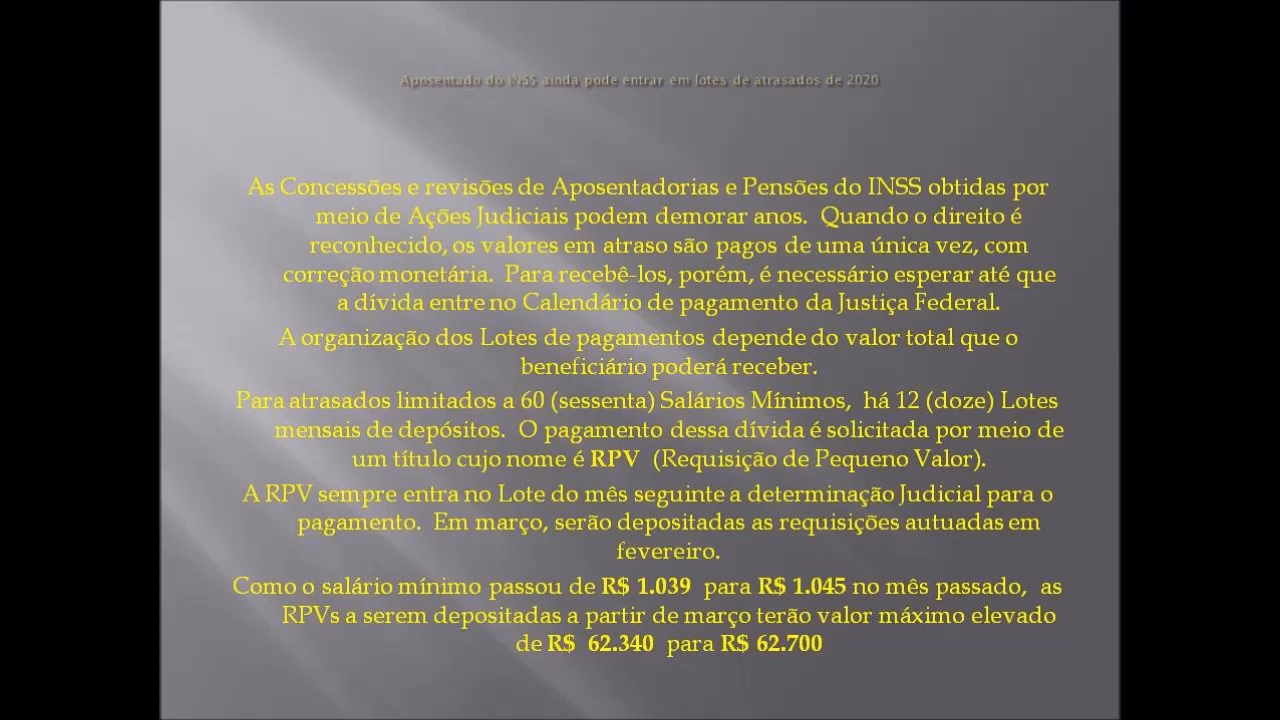 Aposentado do INSS ainda pode entrar em lotes de atrasados de 2020
As Concessões e revisões de Aposentadorias e Pensões do INSS obtidas por
meio de Ações Judiciais podem demorar anos. Quando o direito é
reconhecido, os valores em atraso são pagos de uma única vez, com
correção monetária. Para recebê-los, porém, é necessário esperar até que
a dívida entre no Calendário de pagamento da Justiça Federal.
A organização dos Lotes de pagamentos depende do valor total que o
beneficiário poderá receber.
Para atrasados limitados a 60 (sessenta) Salários Mínimos, há 12 (doze) Lotes
mensais de depósitos. O pagamento dessa dívida é solicitada por meio de
um título cujo nome é RPV (Requisição de Pequeno Valor).
A RPV sempre entra no Lote do mês seguinte a determinação Judicial para o
pagamento. Em março, serão depositadas as requisições autuadas em
fevereiro.
Como o salário mínimo passou de R$ 1.039 para R$ 1.045 no mês passado, as
RPVs a serem depositadas a partir de março terão valor máximo elevado
de R$ 62.340 para R$ 62.700